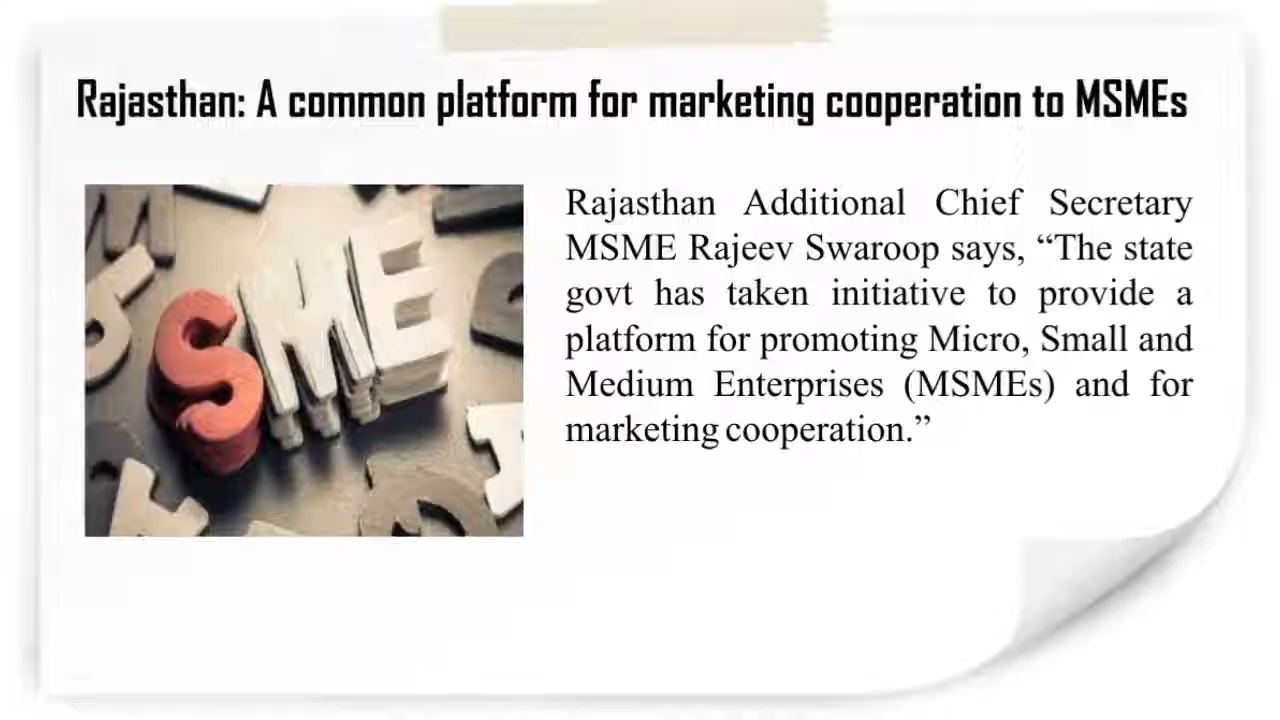 Rajasthan: A common platform for marketing cooperation to MSMEs
SME
Rajasthan Additional Chief Secretary
MSME Rajeev Swaroop says, “The state
govt has taken initiative to provide a
platform for promoting Micro, Small and
Medium Enterprises (MSMEs) and for
marketing cooperation.”